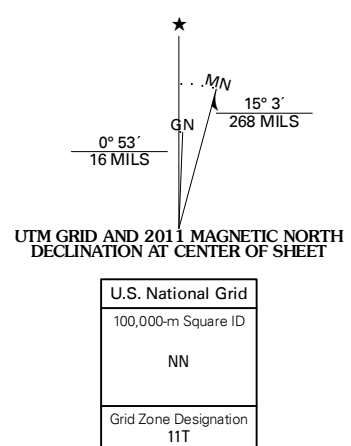 ★
MN
GN
15° 3´
268 MILS
0° 53´
16 MILS
UTM GRID AND 2011 MAGNETIC NORTH
DECLINATION AT CENTER OF SHEET
U.S. National Grid
100,000-m Square ID
NN
Grid Zone Designation
11T